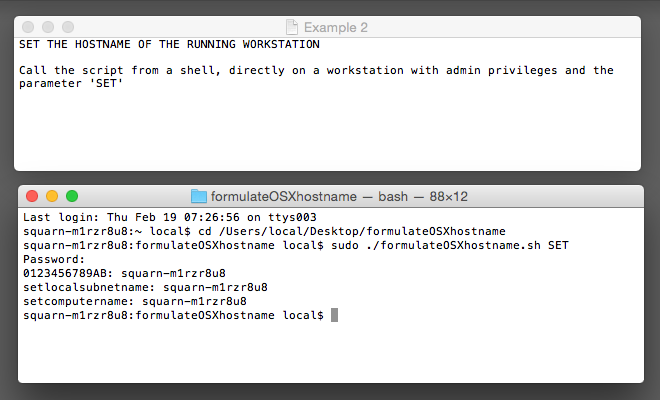 Example 2
SET THE HOSTNAME OF THE RUNNING WORKSTATION
Call the script from a shell, directly on a workstation with admin privileges and the
parameter 'SET'
formulateOSXhostname — bash — 88×12
Last login: Thu Feb 19 07:26:56 on ttys003
squarn-m1rzr8u8:~ local$ cd /Users/local/Desktop/formulateOSXhostname
squarn-m1rzr8u8:formulateOSXhostname local$ sudo ./formulateOSXhostname.sh SET
Password:
0123456789AB: squarn-m1rzr8u8
setlocalsubnetname: squarn-m1rzr8u8
setcomputername: squarn-m1rzr8u8
squarn-m1rzr8u8:formulateOSXhostname local$